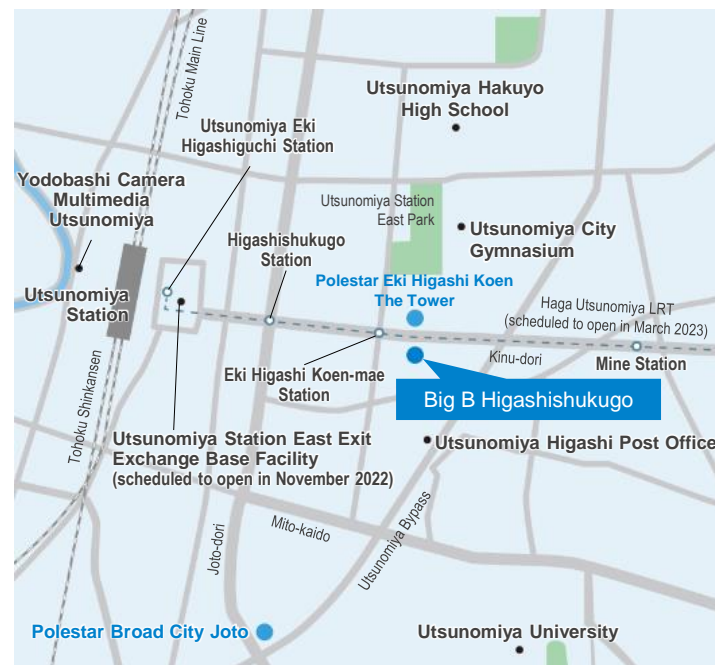 Tohoku Main Line
Utsunomiya Hakuyo
High School
Utsunomiya Eki
Higashiguchi Station
Yodobashi Camera
Multimedia
Utsunomiya
Utsunomiya Station
East Park
Utsunomiya City
Gymnasium
Higashishukugo
Station
Polestar Eki Higashi Koen
The Tower
Utsunomiya
Station
Haga Utsunomiya LRT
(scheduled to open in March 2023)
Kinu-dori
Mine Station
Eki Higashi Koen-mae
Station
Big B Higashishukugo
Tohoku Shinkansen
Utsunomiya Station East Exit
Exchange Base Facility
(scheduled to open in November 2022)
Utsunomiya Higashi Post Office
Mito-kaido
Joto-dori
Utsunomiya Bypass
Polestar Broad City Joto
Utsunomiya University